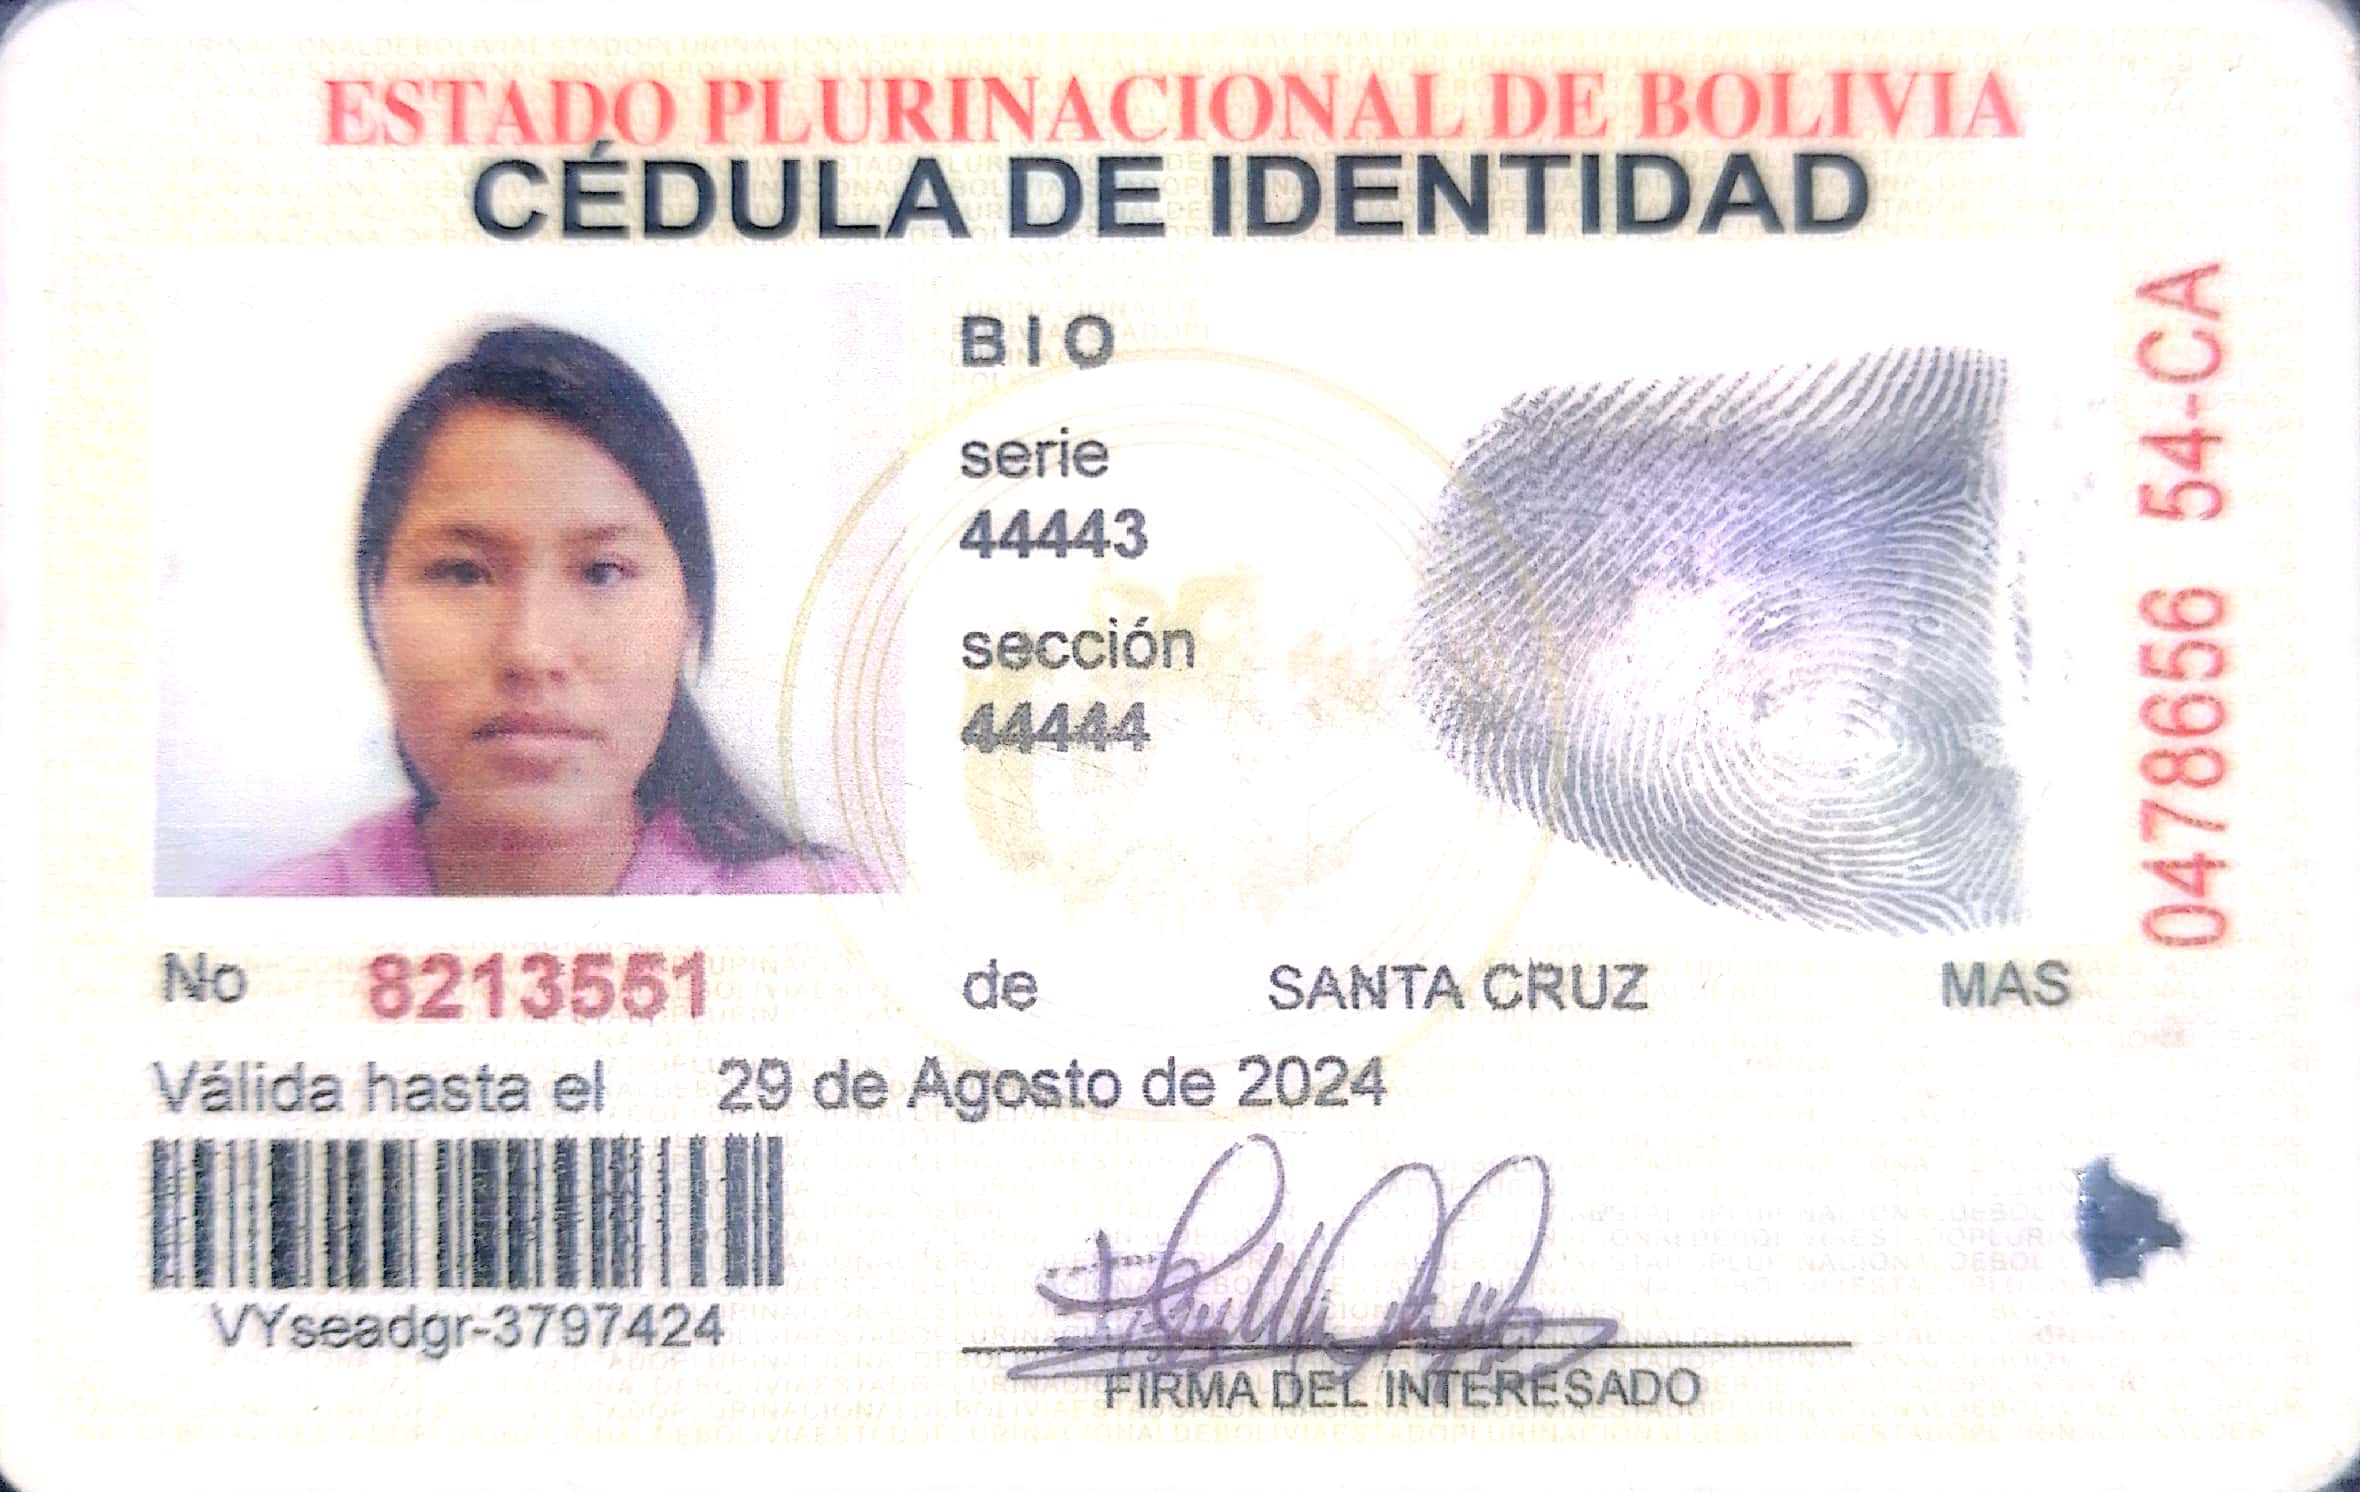 ESTADO PLURINACIONAL DE BOLIVIA
CÉDULA DE IDENTIDAD
BIO
serie
44443
sección
44444
0478656 54-CA
No 8213551 de SANTA CRUZ MAS
Válida hasta el 29 de Agosto de 2024
VYseadgr-3797424
FIRMA DEL INTERESADO